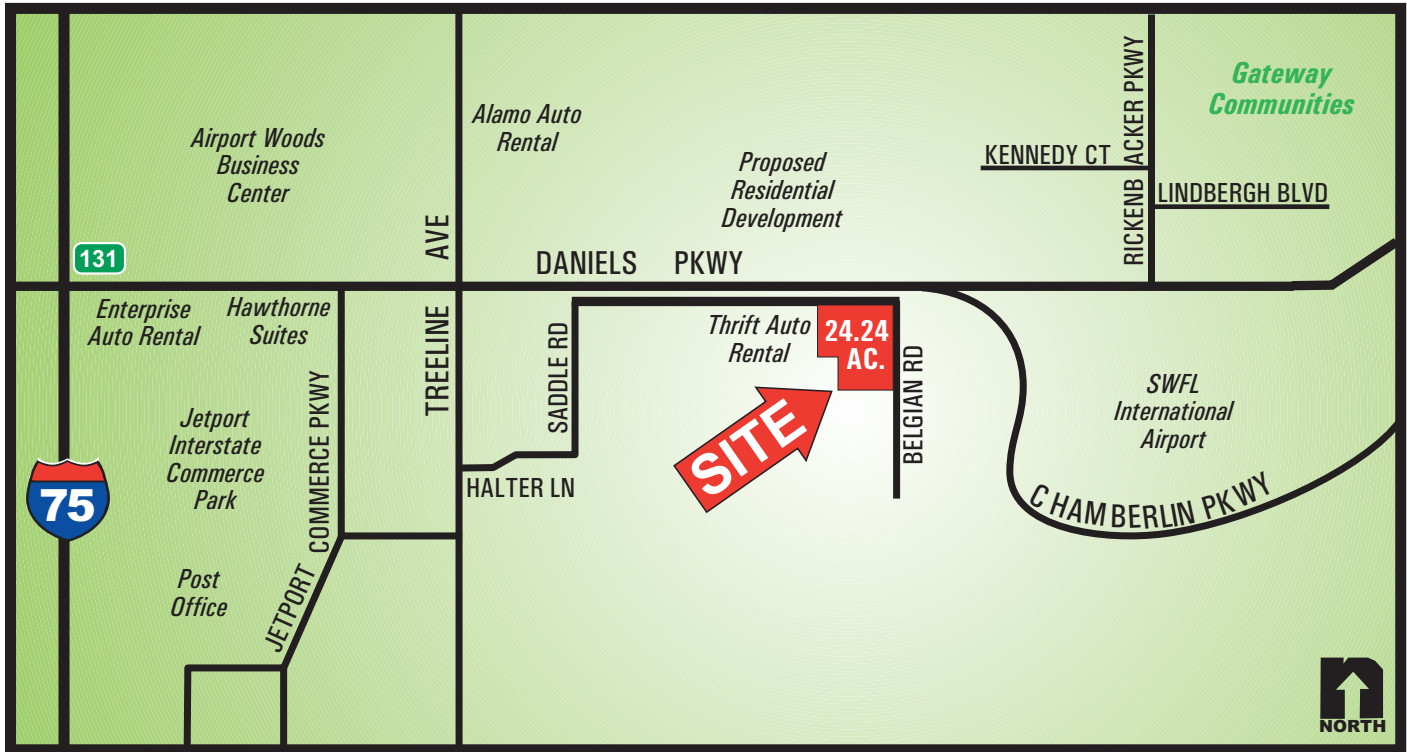 Airport Woods
Business
Center
Alamo Auto
Rental
Proposed
Residential
Development
KENNEDY CT
RICKENB ACKER PKWY
LINDBERGH BLVD
Gateway
Communities
131
TREELINE AVE
DANIELS PKWY
Enterprise
Auto Rental
Hawthorne
Suites
Thrift Auto
Rental
24.24
AC.
SADDLE RD
BELGIAN RD
SWFL
International
Airport
Jetport
Interstate
Commerce
Park
JETPORT COMMERCE PKWY
75
HALTER LN
SITE
CHAMBERLIN PKWY
Post
Office
n
NORTH